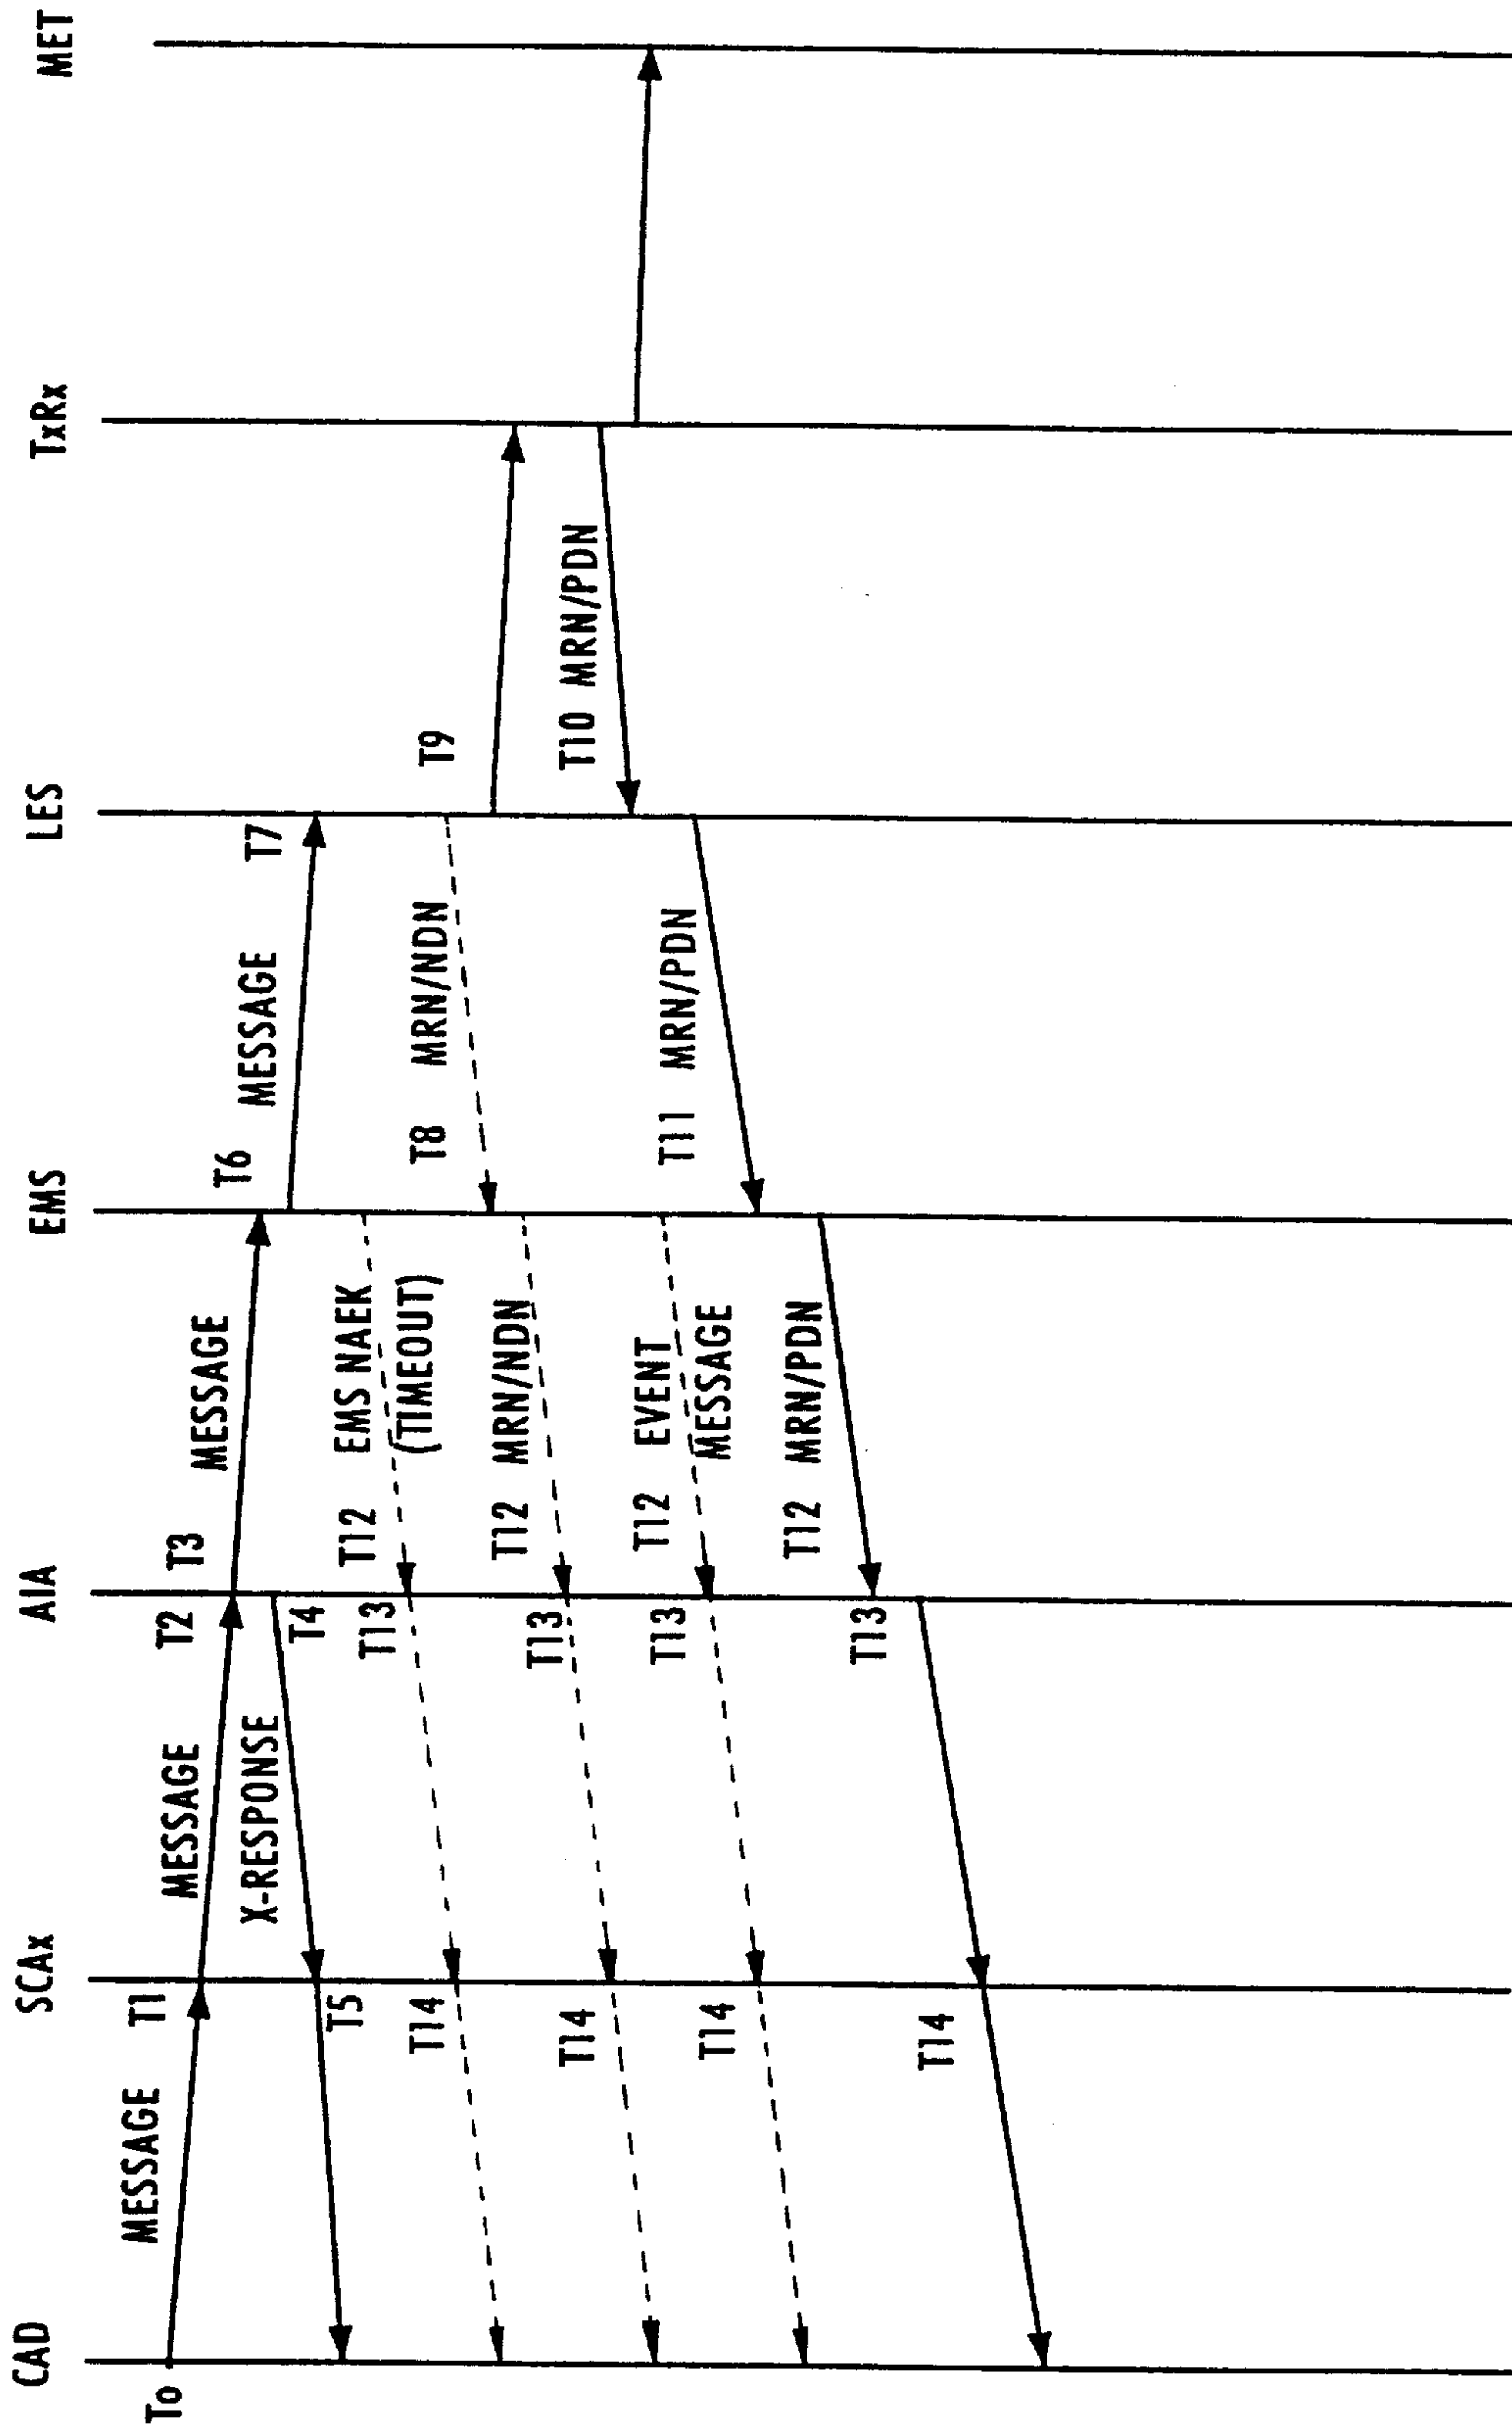 CAD SCAx AIA EMS LES TxRx MET
To
MESSAGE
T1
MESSAGE
T2
T3
MESSAGE
T6
MESSAGE
T7
X-RESPONSE
T4
T5
T12 EMS NAEK
(TIMEOUT)
T13
T14
T8 MRN/NDN
T9
T12 MRN/NDN
T13
T14
T10 MRN/PDN
T12 EVENT
MESSAGE
T13
T14
T11 MRN/PDN
T12 MRN/PDN
T13
T14